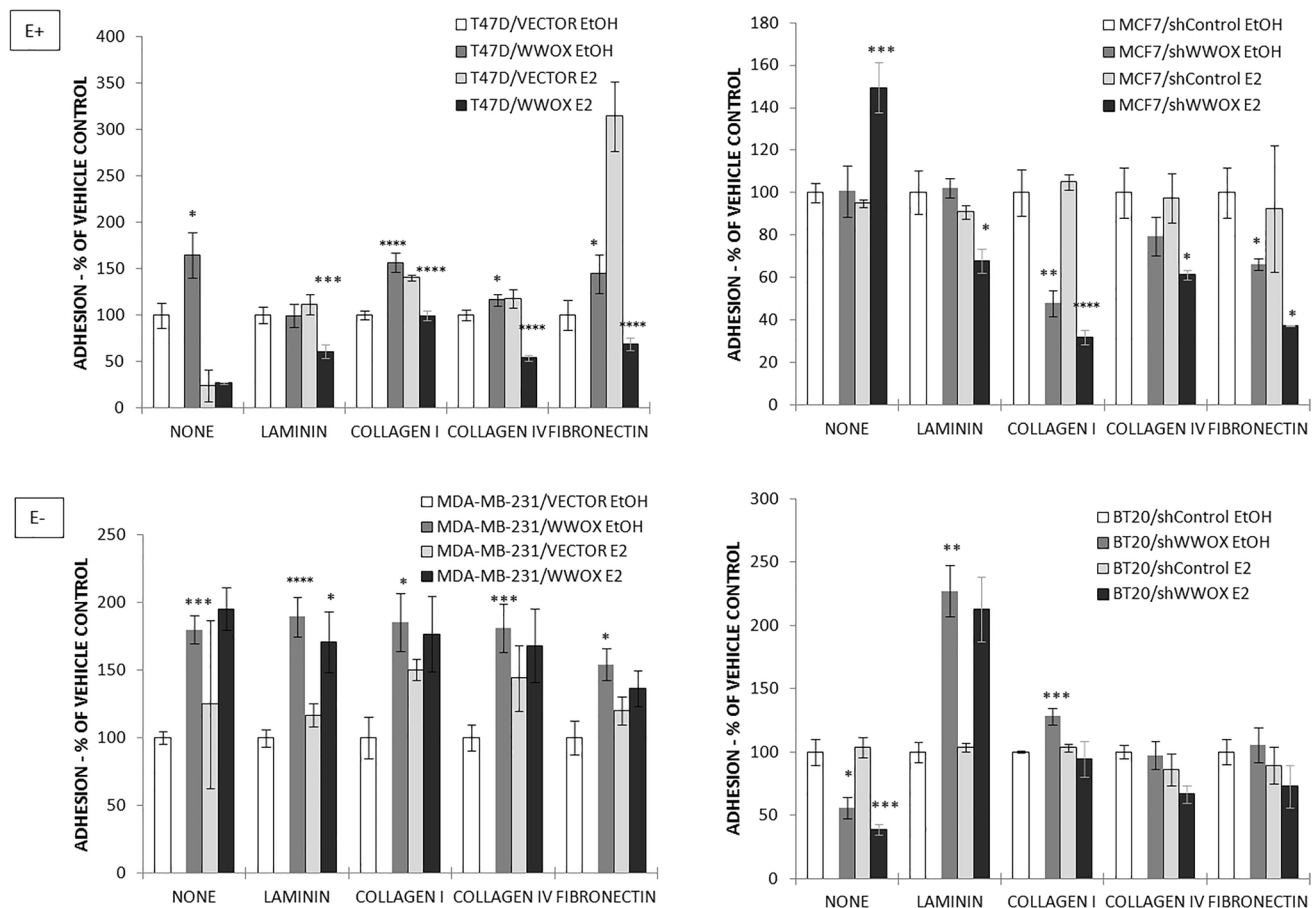 E+
ADHESION - % OF VEHICLE CONTROL
400
350
300
250
200
150
100
50
0
T47D/VECTOR EtOH
T47D/WWOX EtOH
T47D/VECTOR E2
T47D/WWOX E2
*
***
****
****
*
****
*
****
NONE
LAMININ
COLLAGEN I
COLLAGEN IV
FIBRONECTIN
ADHESION - % OF VEHICLE CONTROL
180
160
140
120
100
80
60
40
20
0
MCF7/shControl EtOH
MCF7/shWWOX EtOH
MCF7/shControl E2
MCF7/shWWOX E2
***
*
**
****
*
*
*
NONE
LAMININ
COLLAGEN I
COLLAGEN IV
FIBRONECTIN
E-
ADHESION - % OF VEHICLE CONTROL
250
200
150
100
50
0
MDA-MB-231/VECTOR EtOH
MDA-MB-231/WWOX EtOH
MDA-MB-231/VECTOR E2
MDA-MB-231/WWOX E2
***
****
*
*
***
*
NONE
LAMININ
COLLAGEN I
COLLAGEN IV
FIBRONECTIN
ADHESION - % OF VEHICLE CONTROL
300
250
200
150
100
50
0
BT20/shControl EtOH
BT20/shWWOX EtOH
BT20/shControl E2
BT20/shWWOX E2
*
***
**
***
NONE
LAMININ
COLLAGEN I
COLLAGEN IV
FIBRONECTIN